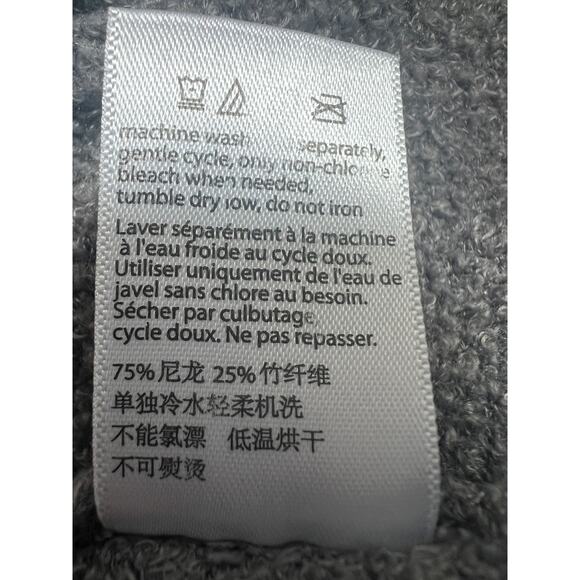 machine wash separately,
gentle cycle, only non-chlorine
bleach when needed,
tumble dry low, do not iron
Laver séparément à la machine
à l'eau froide au cycle doux.
Utiliser uniquement de l'eau de
javel sans chlore au besoin.
Sécher par culbutage,
cycle doux. Ne pas repasser.
75%尼龙 25%竹纤维
单独冷水轻柔机洗
不能氯漂 低温烘干
不可熨烫